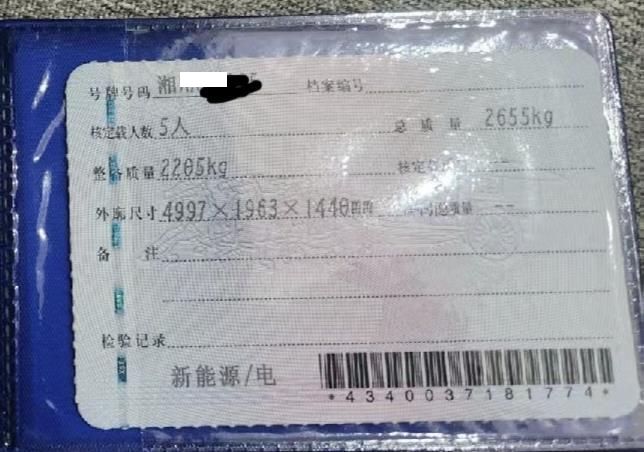 号牌号码 湘 档案编号
核定载人数 5人 总质量 2655kg
整备质量 2205kg 核定
外廓尺寸 4997×1963×1440mm 质量 --
备注
检验记录
新能源/电
*4340037181774*